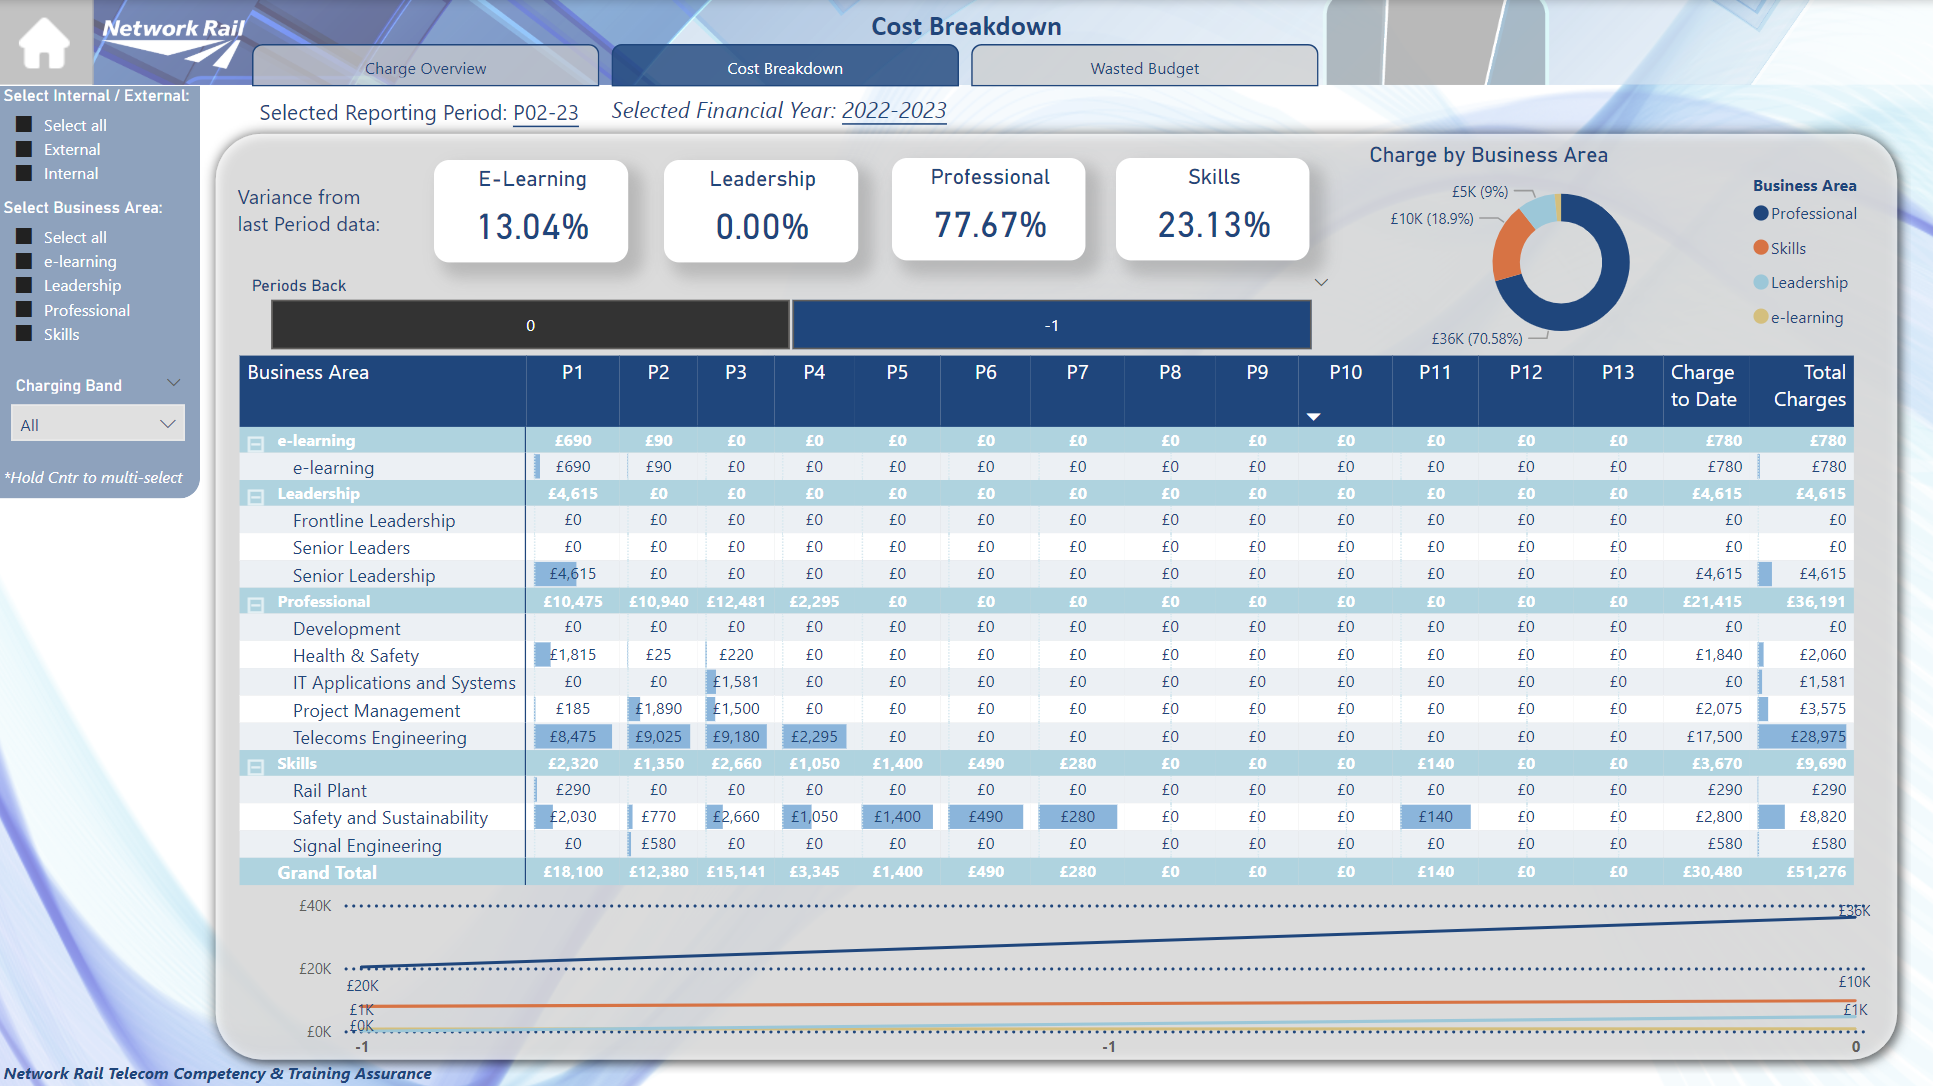 Network Rail
Cost Breakdown
Charge Overview
Cost Breakdown
Wasted Budget
Select Internal / External:
Select all
External
Internal
Select Business Area:
Select all
e-learning
Leadership
Professional
Skills
Charging Band
All
*Hold Cntr to multi-select
Selected Reporting Period: P02-23
Selected Financial Year: 2022-2023
Variance from
last Period data:
E-Learning
13.04%
Leadership
0.00%
Professional
77.67%
Skills
23.13%
Charge by Business Area
£5K (9%)
£10K (18.9%)
£36K (70.58%)
Business Area
Professional
Skills
Leadership
e-learning
Periods Back
0 -1
Business Area P1 P2 P3 P4 P5 P6 P7 P8 P9 P10 P11 P12 P13 Charge to Date Total Charges
e-learning £690 £90 £0 £0 £0 £0 £0 £0 £0 £0 £0 £0 £0 £780 £780
e-learning £690 £90 £0 £0 £0 £0 £0 £0 £0 £0 £0 £0 £0 £780 £780
Leadership £4,615 £0 £0 £0 £0 £0 £0 £0 £0 £0 £0 £0 £0 £4,615 £4,615
Frontline Leadership £0 £0 £0 £0 £0 £0 £0 £0 £0 £0 £0 £0 £0 £0 £0
Senior Leaders £0 £0 £0 £0 £0 £0 £0 £0 £0 £0 £0 £0 £0 £0 £0
Senior Leadership £4,615 £0 £0 £0 £0 £0 £0 £0 £0 £0 £0 £0 £0 £4,615 £4,615
Professional £10,475 £10,940 £12,481 £2,295 £0 £0 £0 £0 £0 £0 £0 £0 £0 £21,415 £36,191
Development £0 £0 £0 £0 £0 £0 £0 £0 £0 £0 £0 £0 £0 £0 £0
Health & Safety £1,815 £25 £220 £0 £0 £0 £0 £0 £0 £0 £0 £0 £0 £1,840 £2,060
IT Applications and Systems £0 £0 £1,581 £0 £0 £0 £0 £0 £0 £0 £0 £0 £0 £0 £1,581
Project Management £185 £1,890 £1,500 £0 £0 £0 £0 £0 £0 £0 £0 £0 £0 £2,075 £3,575
Telecoms Engineering £8,475 £9,025 £9,180 £2,295 £0 £0 £0 £0 £0 £0 £0 £0 £0 £17,500 £28,975
Skills £2,320 £1,350 £2,660 £1,050 £1,400 £490 £280 £0 £0 £0 £140 £0 £0 £3,670 £9,690
Rail Plant £290 £0 £0 £0 £0 £0 £0 £0 £0 £0 £0 £0 £0 £290 £290
Safety and Sustainability £2,030 £770 £2,660 £1,050 £1,400 £490 £280 £0 £0 £0 £140 £0 £0 £2,800 £8,820
Signal Engineering £0 £580 £0 £0 £0 £0 £0 £0 £0 £0 £0 £0 £0 £580 £580
Grand Total £18,100 £12,380 £15,141 £3,345 £1,400 £490 £280 £0 £0 £0 £140 £0 £0 £30,480 £51,276
£40K
£36K
£20K
£20K
£10K
£1K
£1K
£0K
£0K
-1 -1 0
Network Rail Telecom Competency & Training Assurance